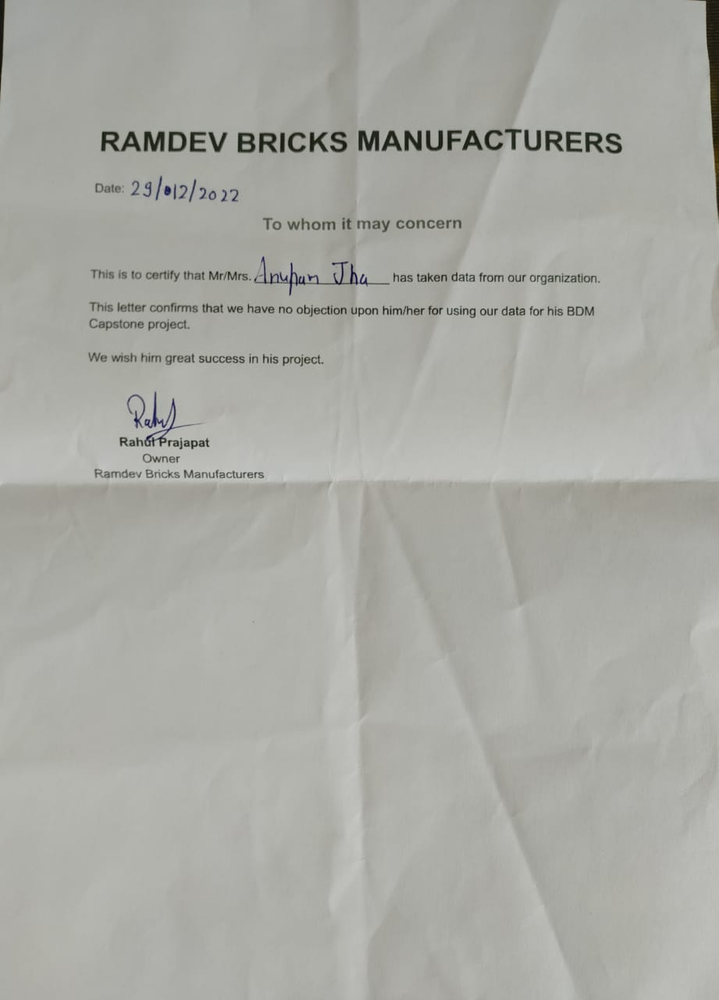 RAMDEV BRICKS MANUFACTURERS
Date: 29/12/2022
To whom it may concern
This is to certify that Mr/Mrs. Anupam Jha has taken data from our organization.
This letter confirms that we have no objection upon him/her for using our data for his BDM
Capstone project.
We wish him great success in his project.
Rahul
Rahul Prajapat
Owner
Ramdev Bricks Manufacturers